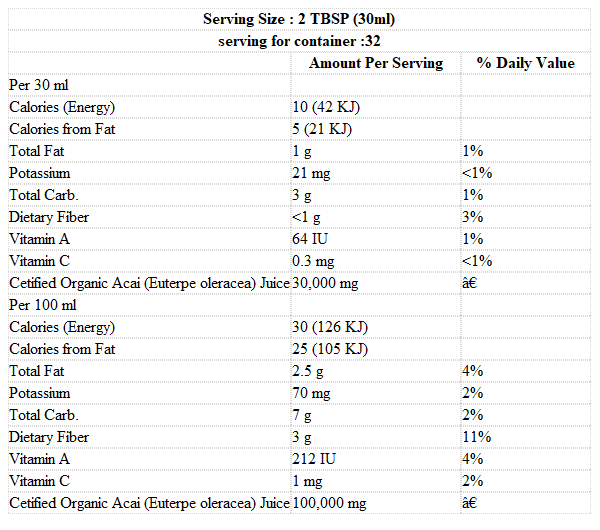 Serving Size : 2 TBSP (30ml)
serving for container :32
Amount Per Serving % Daily Value
Per 30 ml
Calories (Energy) 10 (42 KJ)
Calories from Fat 5 (21 KJ)
Total Fat 1 g 1%
Potassium 21 mg <1%
Total Carb. 3 g 1%
Dietary Fiber <1 g 3%
Vitamin A 64 IU 1%
Vitamin C 0.3 mg <1%
Cetified Organic Acai (Euterpe oleracea) Juice 30,000 mg â€
Per 100 ml
Calories (Energy) 30 (126 KJ)
Calories from Fat 25 (105 KJ)
Total Fat 2.5 g 4%
Potassium 70 mg 2%
Total Carb. 7 g 2%
Dietary Fiber 3 g 11%
Vitamin A 212 IU 4%
Vitamin C 1 mg 2%
Cetified Organic Acai (Euterpe oleracea) Juice 100,000 mg â€